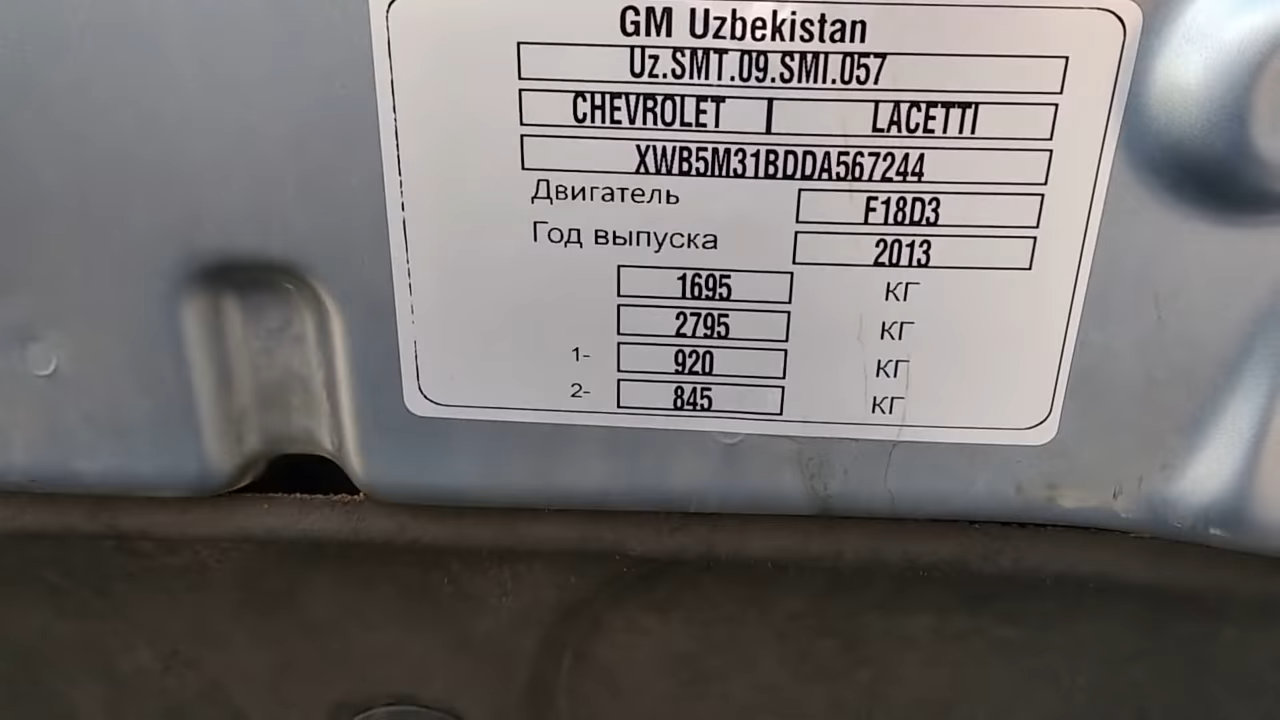 GM Uzbekistan
Uz.SMT.09.SMI.057
CHEVROLET LACETTI
XWB5M31BDDA567244
Двигатель F18D3
Год выпуска 2013
1695 КГ
2795 КГ
1- 920 КГ
2- 845 КГ